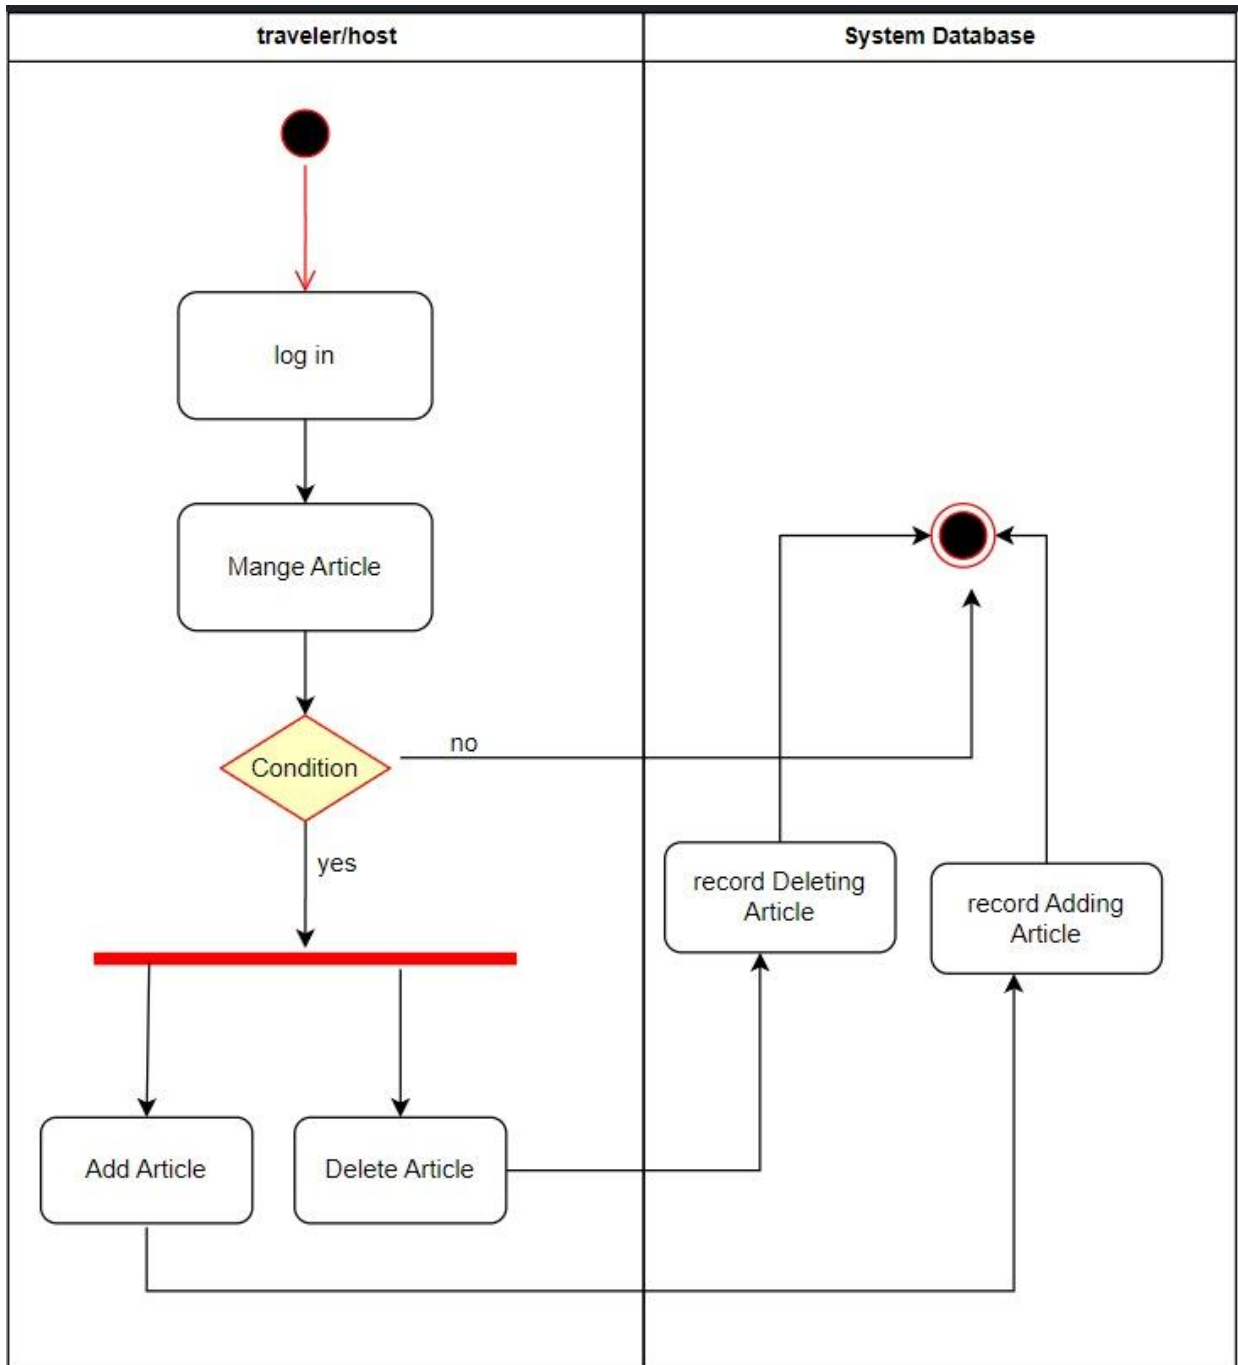 traveler/host
System Database
log in
Mange Article
Condition
no
yes
record Deleting
Article
record Adding
Article
Add Article
Delete Article